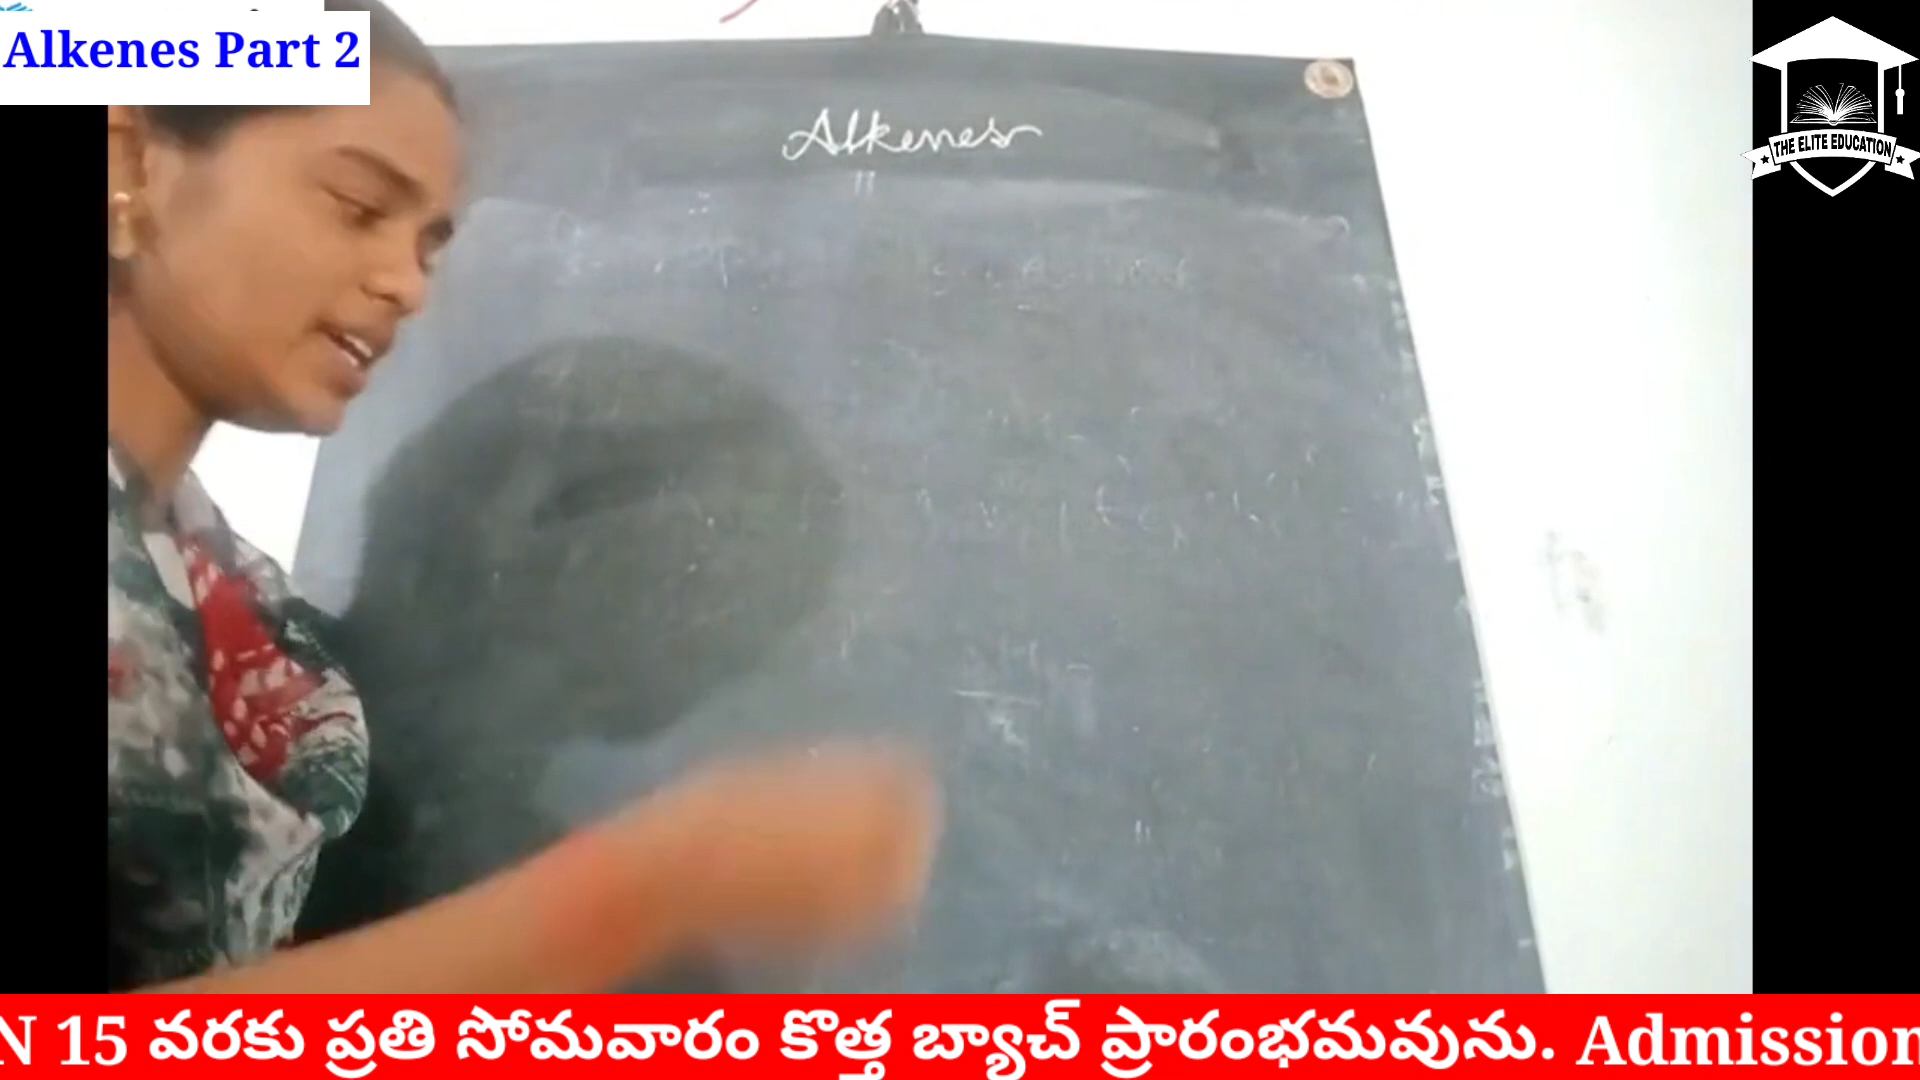 Alkenes Part 2
Alkenes
THE ELITE EDUCATION
N 15 వరకు ప్రతి సోమవారం కొత్త బ్యాచ్ ప్రారంభమవును. Admission